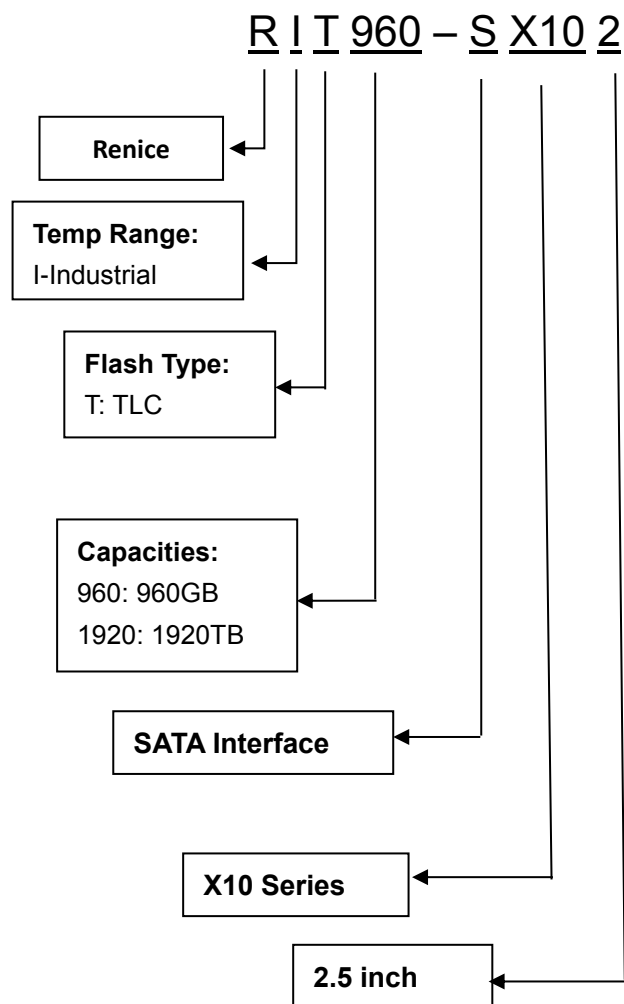 R I T 960 – S X10 2
Renice
Temp Range:
I-Industrial
Flash Type:
T: TLC
Capacities:
960: 960GB
1920: 1920TB
SATA Interface
X10 Series
2.5 inch